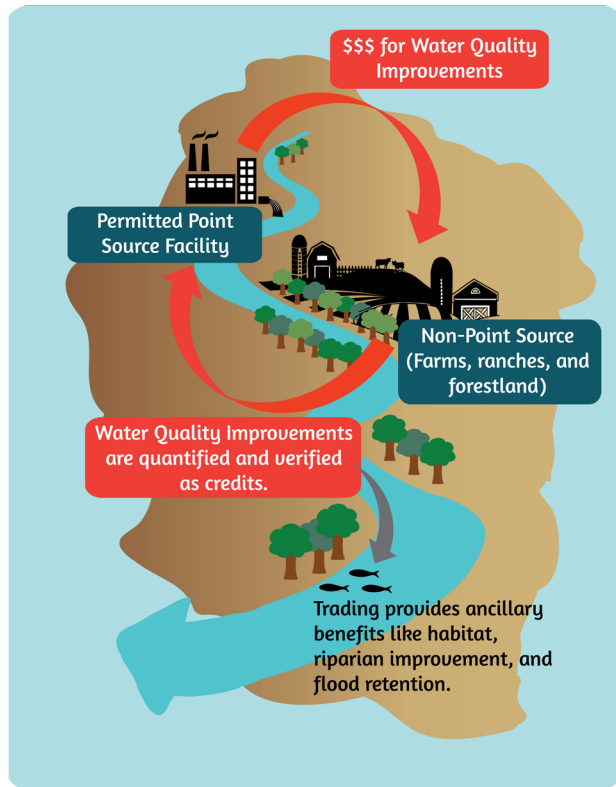 $$$ for Water Quality
Improvements
Permitted Point
Source Facility
Non-Point Source
(Farms, ranches, and
forestland)
Water Quality Improvements
are quantified and verified
as credits.
Trading provides ancillary
benefits like habitat,
riparian improvement, and
flood retention.